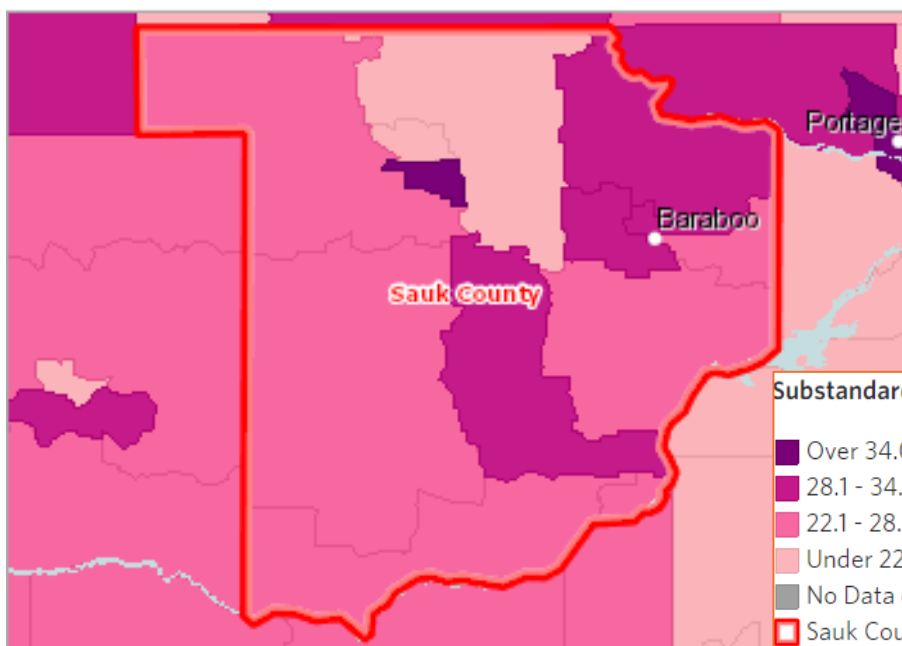 Portage
Baraboo
Sauk County
Substandard
Over 34.0
28.1 - 34.
22.1 - 28.
Under 22
No Data
Sauk Cou